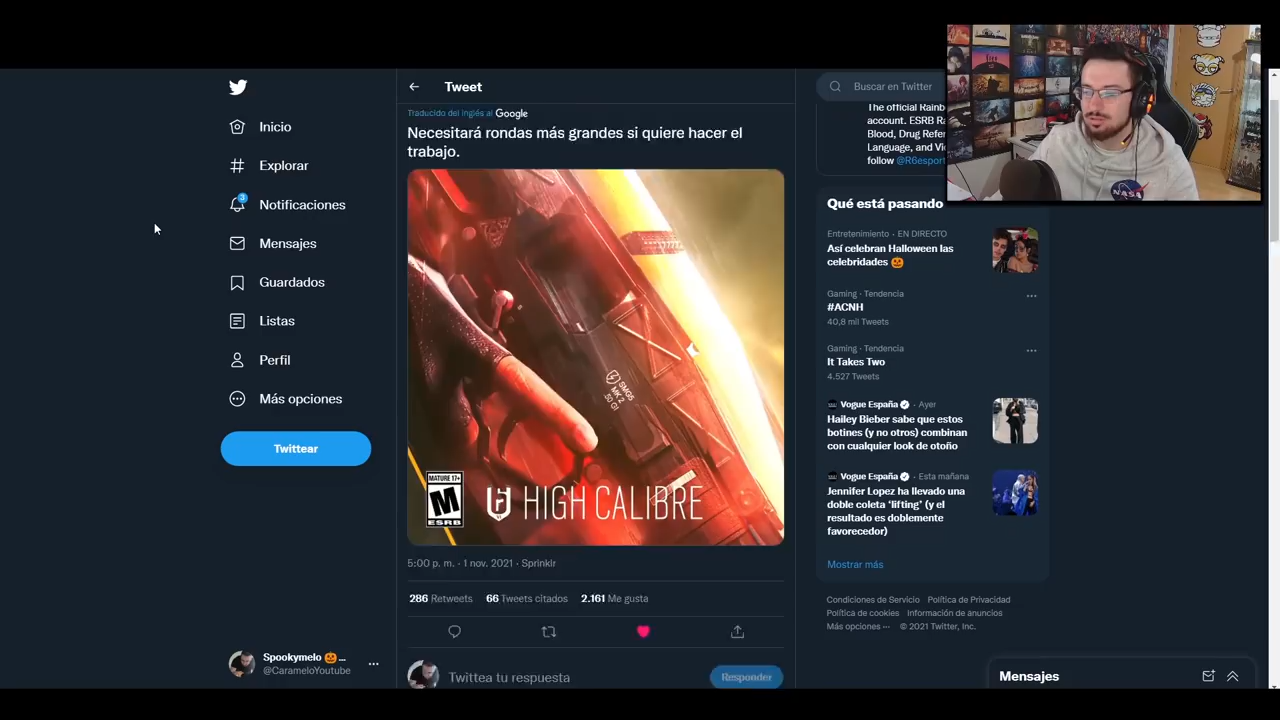 Tweet
Buscar en Twitter
Inicio
Explorar
3
Notificaciones
Mensajes
Guardados
Listas
Perfil
Más opciones
Twittear
Spookymelo 🎃 ...
@CarameloYoutube
Traducido del inglés al Google
Necesitará rondas más grandes si quiere hacer el
trabajo.
SMG5
MK 2
MATURE 17+
M
ESRB
HIGH CALIBRE
5:00 p. m. · 1 nov. 2021 · Sprinklr
286 Retweets 66 Tweets citados 2.161 Me gusta
Twittea tu respuesta
Responder
The official Rainb
account. ESRB Ra
Blood, Drug Refer
Language, and Vi
follow @R6esport
NASA
Qué está pasando
Entretenimiento · EN DIRECTO
Así celebran Halloween las
celebridades 🎃
Gaming · Tendencia
#ACNH
40,8 mil Tweets
Gaming · Tendencia
It Takes Two
4.527 Tweets
Vogue España · Ayer
Hailey Bieber sabe que estos
botines (y no otros) combinan
con cualquier look de otoño
Vogue España · Esta mañana
Jennifer Lopez ha llevado una
doble coleta ‘lifting’ (y el
resultado es doblemente
favorecedor)
Mostrar más
Condiciones de Servicio Política de Privacidad
Política de cookies Información de anuncios
Más opciones ··· © 2021 Twitter, Inc.
Mensajes